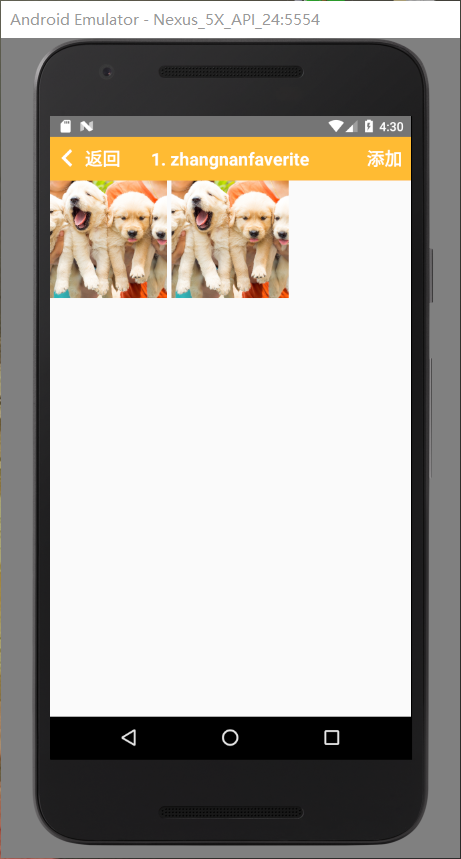 Android Emulator - Nexus_5X_API_24:5554
4:30
返回 1. zhangnanfaverite 添加